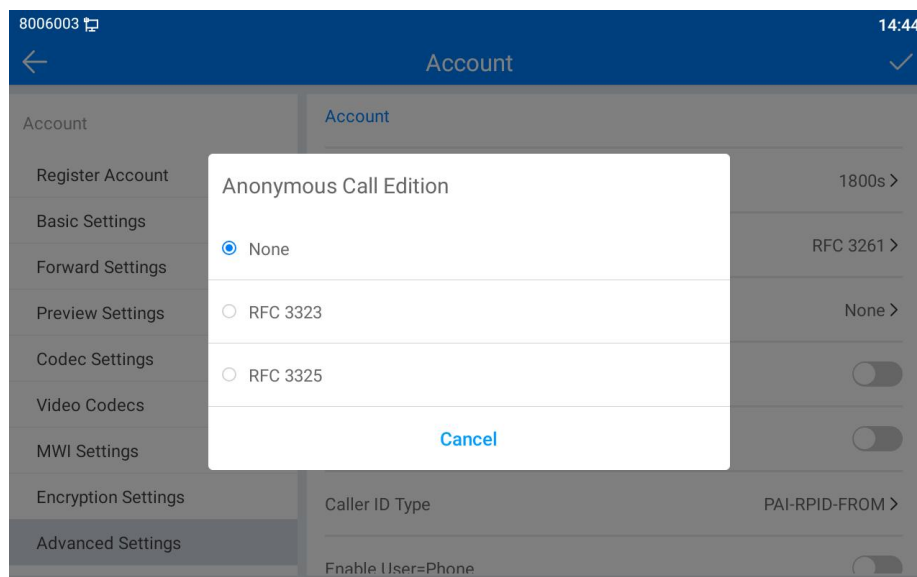 8006003 14:44
Account
Account
Account
Register Account
1800s
Basic Settings
RFC 3261
Forward Settings
Preview Settings
None
Codec Settings
Video Codecs
MWI Settings
Encryption Settings
Caller ID Type PAI-RPID-FROM
Advanced Settings
Enable User=Phone
Anonymous Call Edition
None
RFC 3323
RFC 3325
Cancel